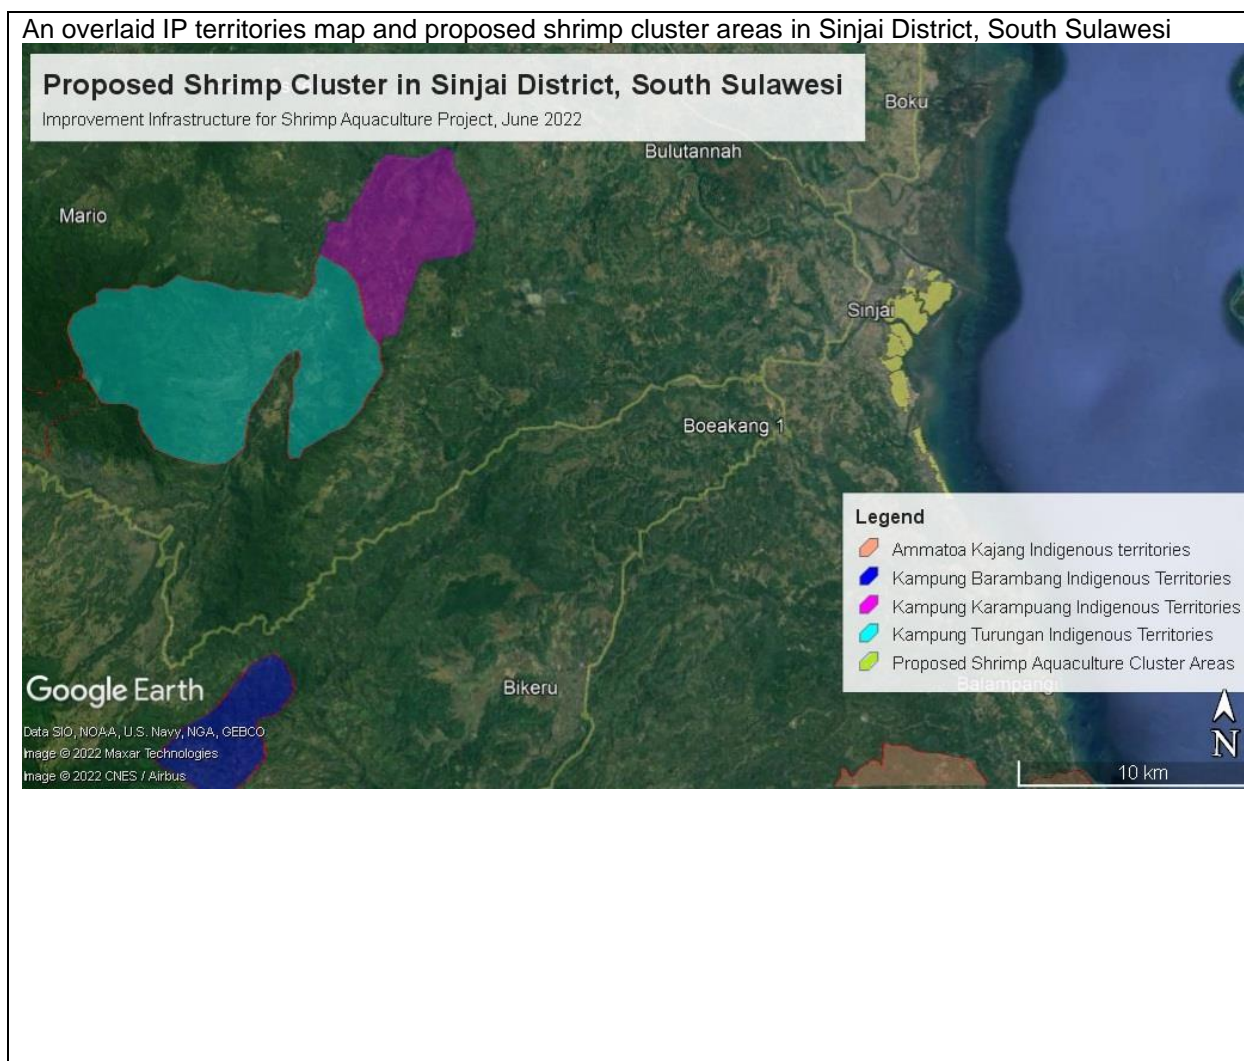 An overlaid IP territories map and proposed shrimp cluster areas in Sinjai District, South Sulawesi
Proposed Shrimp Cluster in Sinjai District, South Sulawesi
Improvement Infrastructure for Shrimp Aquaculture Project, June 2022
Boku
Bulutannah
Mario
Sinjai
Boeakang 1
Legend
Ammatoa Kajang Indigenous territories
Kampung Barambang Indigenous Territories
Kampung Karampuang Indigenous Territories
Kampung Turungan Indigenous Territories
Proposed Shrimp Aquaculture Cluster Areas
Balampangi
Google Earth
Bikeru
Data SIO, NOAA, U.S. Navy, NGA, GEBCO
Image © 2022 Maxar Technologies
Image © 2022 CNES / Airbus
N
10 km